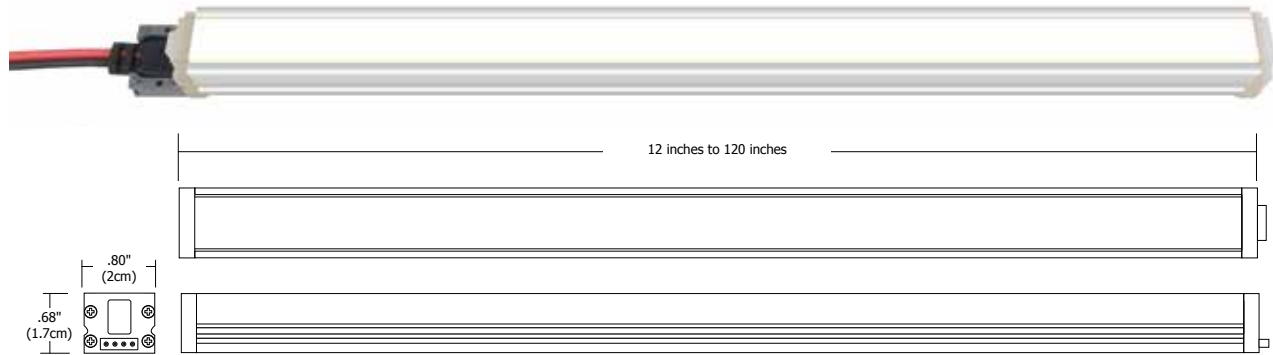 12 inches to 120 inches
.80"
(2cm)
.68"
(1.7cm)